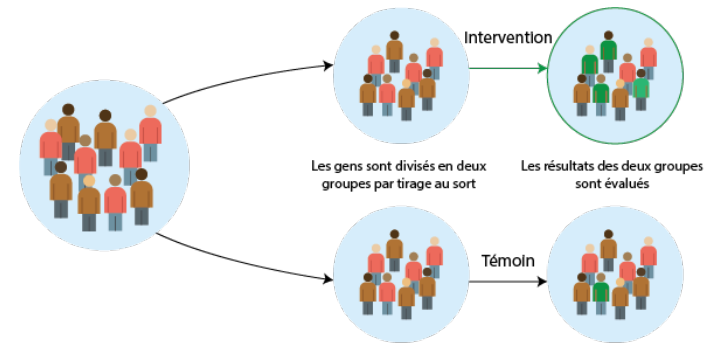 Intervention
Les gens sont divisés en deux
groupes par tirage au sort
Les résultats des deux groupes
sont évalués
Témoin